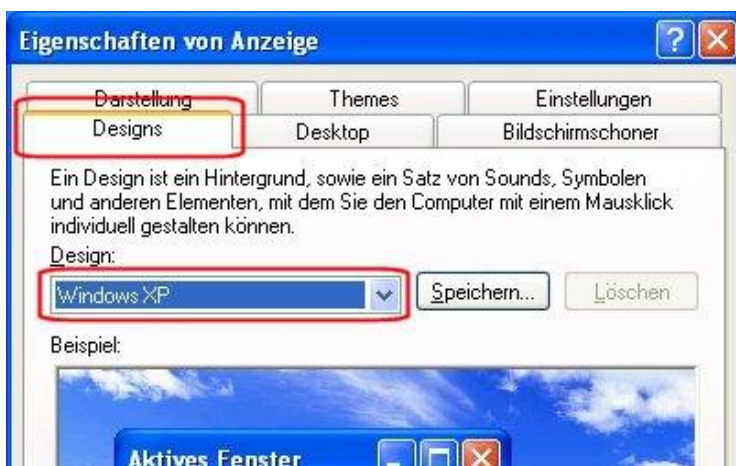 Eigenschaften von Anzeige
Darstellung Themes Einstellungen
Designs Desktop Bildschirmschoner
Ein Design ist ein Hintergrund, sowie ein Satz von Sounds, Symbolen
und anderen Elementen, mit dem Sie den Computer mit einem Mausklick
individuell gestalten können.
Design:
Windows XP Speichern... Löschen
Beispiel:
Aktives Fenster